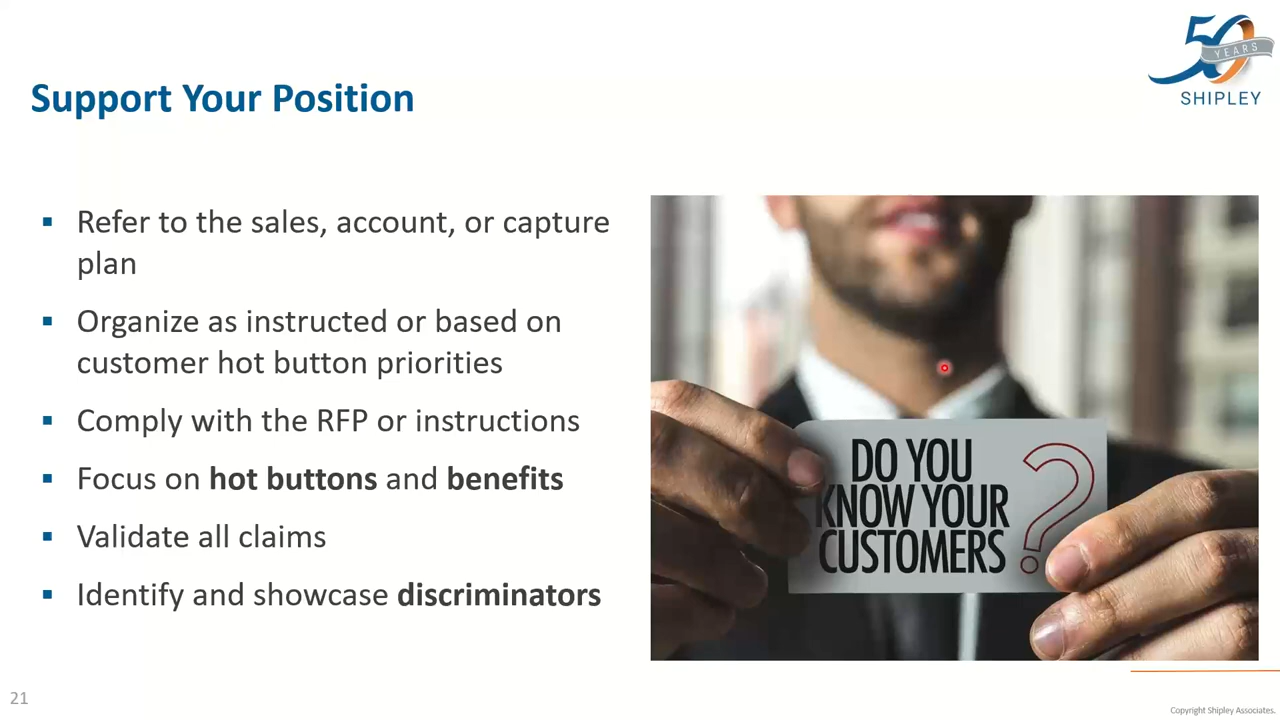 50
YEARS
SHIPLEY
Support Your Position
Refer to the sales, account, or capture
plan
Organize as instructed or based on
customer hot button priorities
Comply with the RFP or instructions
Focus on hot buttons and benefits
Validate all claims
Identify and showcase discriminators
DO YOU
KNOW YOUR
CUSTOMERS ?
21
Copyright Shipley Associates.